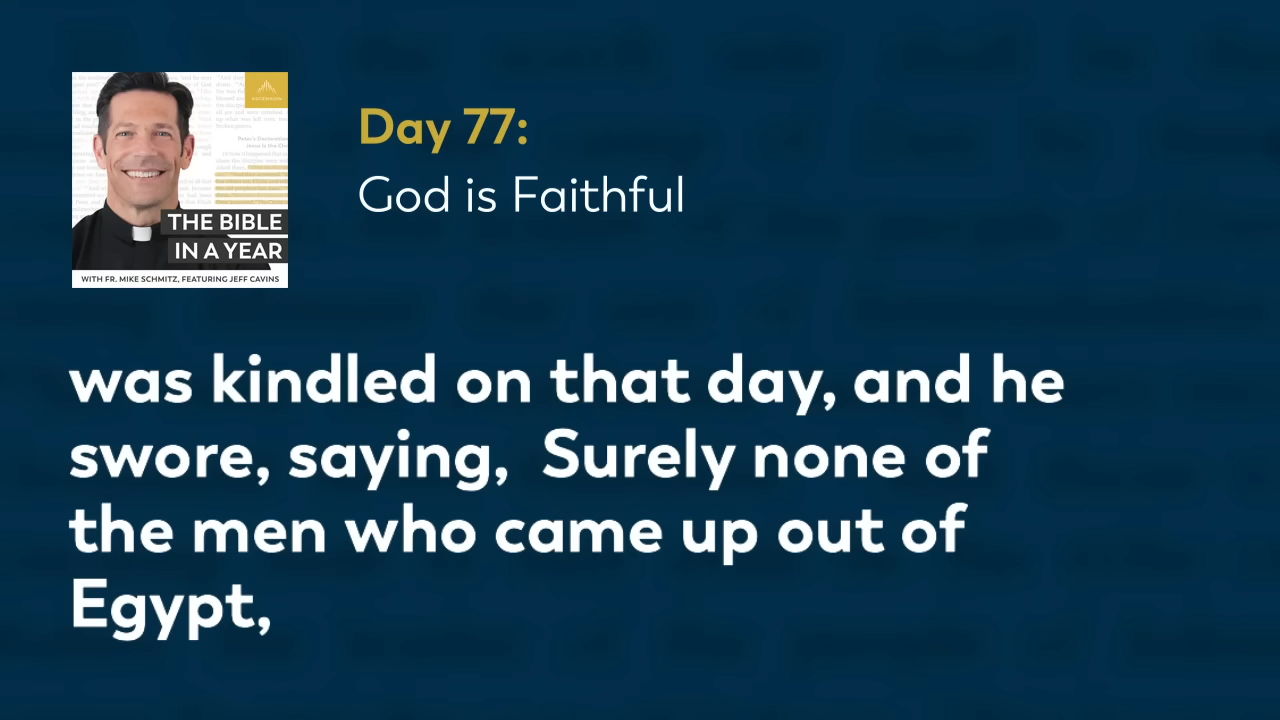 ASCENSION
THE BIBLE
IN A YEAR
WITH FR. MIKE SCHMITZ, FEATURING JEFF CAVINS
Day 77:
God is Faithful
was kindled on that day, and he
swore, saying,  Surely none of
the men who came up out of
Egypt,